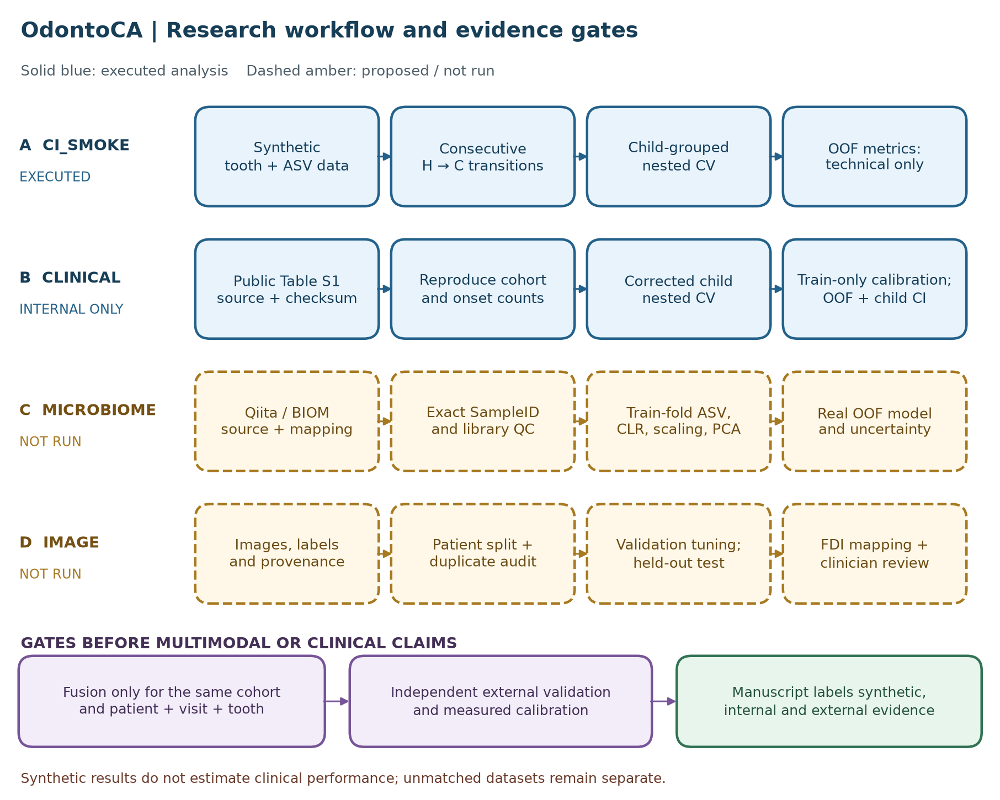 OdontoCA | Research workflow and evidence gates
Solid blue: executed analysis    Dashed amber: proposed / not run
A  CI_SMOKE
EXECUTED
Synthetic
tooth + ASV data
Consecutive
H → C transitions
Child-grouped
nested CV
OOF metrics:
technical only
B  CLINICAL
INTERNAL ONLY
Public Table S1
source + checksum
Reproduce cohort
and onset counts
Corrected child
nested CV
Train-only calibration;
OOF + child CI
C  MICROBIOME
NOT RUN
Qiita / BIOM
source + mapping
Exact SampleID
and library QC
Train-fold ASV,
CLR, scaling, PCA
Real OOF model
and uncertainty
D  IMAGE
NOT RUN
Images, labels
and provenance
Patient split +
duplicate audit
Validation tuning;
held-out test
FDI mapping +
clinician review
GATES BEFORE MULTIMODAL OR CLINICAL CLAIMS
Fusion only for the same cohort
and patient + visit + tooth
Independent external validation
and measured calibration
Manuscript labels synthetic,
internal and external evidence
Synthetic results do not estimate clinical performance; unmatched datasets remain separate.